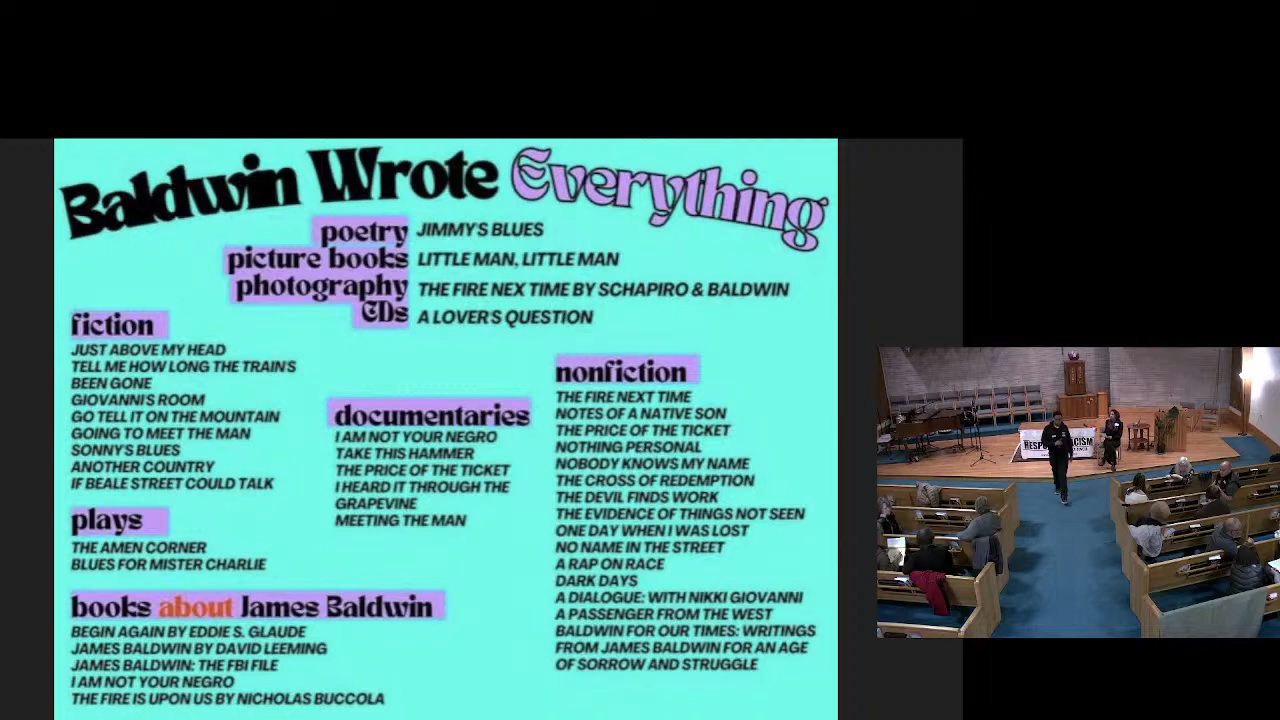 Baldwin Wrote Everything
poetry JIMMY'S BLUES
picture books LITTLE MAN, LITTLE MAN
photography THE FIRE NEX TIME BY SCHAPIRO & BALDWIN
CDs A LOVER'S QUESTION
fiction
JUST ABOVE MY HEAD
TELL ME HOW LONG THE TRAIN'S
BEEN GONE
GIOVANNI'S ROOM
GO TELL IT ON THE MOUNTAIN
GOING TO MEET THE MAN
SONNY'S BLUES
ANOTHER COUNTRY
IF BEALE STREET COULD TALK
plays
THE AMEN CORNER
BLUES FOR MISTER CHARLIE
documentaries
I AM NOT YOUR NEGRO
TAKE THIS HAMMER
THE PRICE OF THE TICKET
I HEARD IT THROUGH THE
GRAPEVINE
MEETING THE MAN
nonfiction
THE FIRE NEXT TIME
NOTES OF A NATIVE SON
THE PRICE OF THE TICKET
NOTHING PERSONAL
NOBODY KNOWS MY NAME
THE CROSS OF REDEMPTION
THE DEVIL FINDS WORK
THE EVIDENCE OF THINGS NOT SEEN
ONE DAY WHEN I WAS LOST
NO NAME IN THE STREET
A RAP ON RACE
DARK DAYS
A DIALOGUE: WITH NIKKI GIOVANNI
A PASSENGER FROM THE WEST
BALDWIN FOR OUR TIMES: WRITINGS
FROM JAMES BALDWIN FOR AN AGE
OF SORROW AND STRUGGLE
books about James Baldwin
BEGIN AGAIN BY EDDIE S. GLAUDE
JAMES BALDWIN BY DAVID LEEMING
JAMES BALDWIN: THE FBI FILE
I AM NOT YOUR NEGRO
THE FIRE IS UPON US BY NICHOLAS BUCCOLA